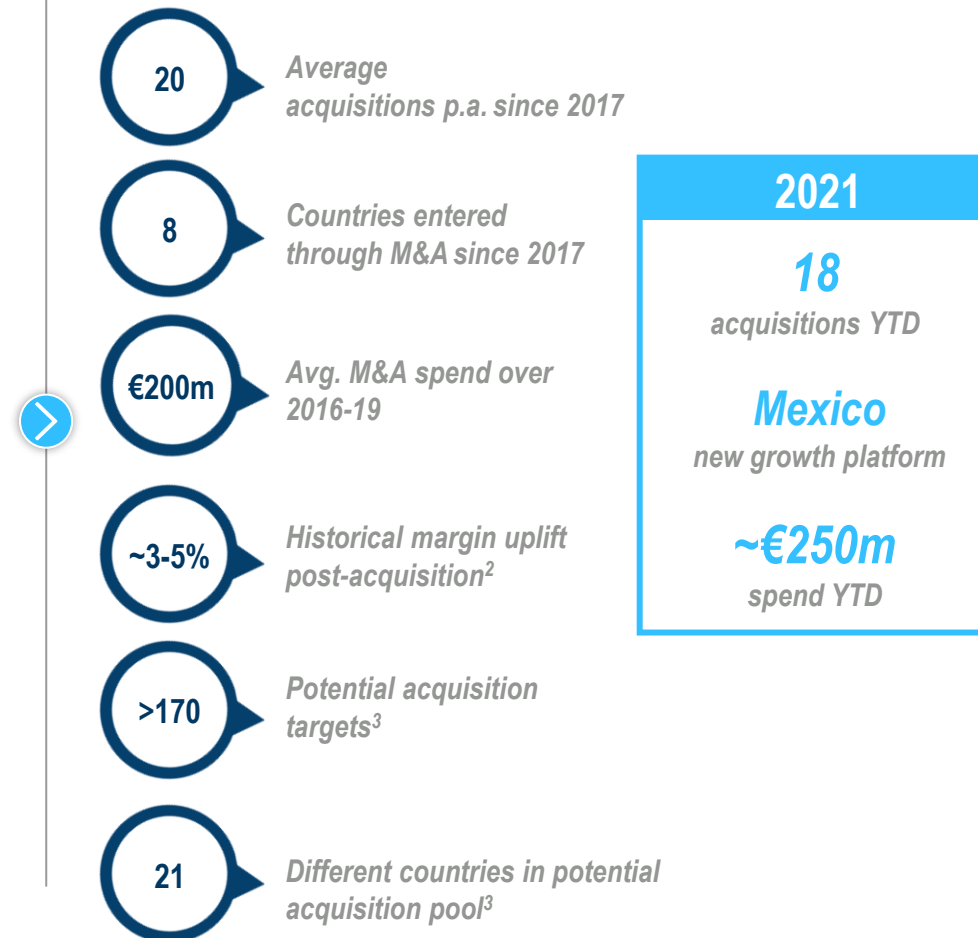 20
Average
acquisitions p.a. since 2017
8
Countries entered
through M&A since 2017
€200m
Avg. M&A spend over
2016-19
~3-5%
Historical margin uplift
post-acquisition2
>170
Potential acquisition
targets3
21
Different countries in potential
acquisition pool3
2021
18
acquisitions YTD
Mexico
new growth platform
~€250m
spend YTD